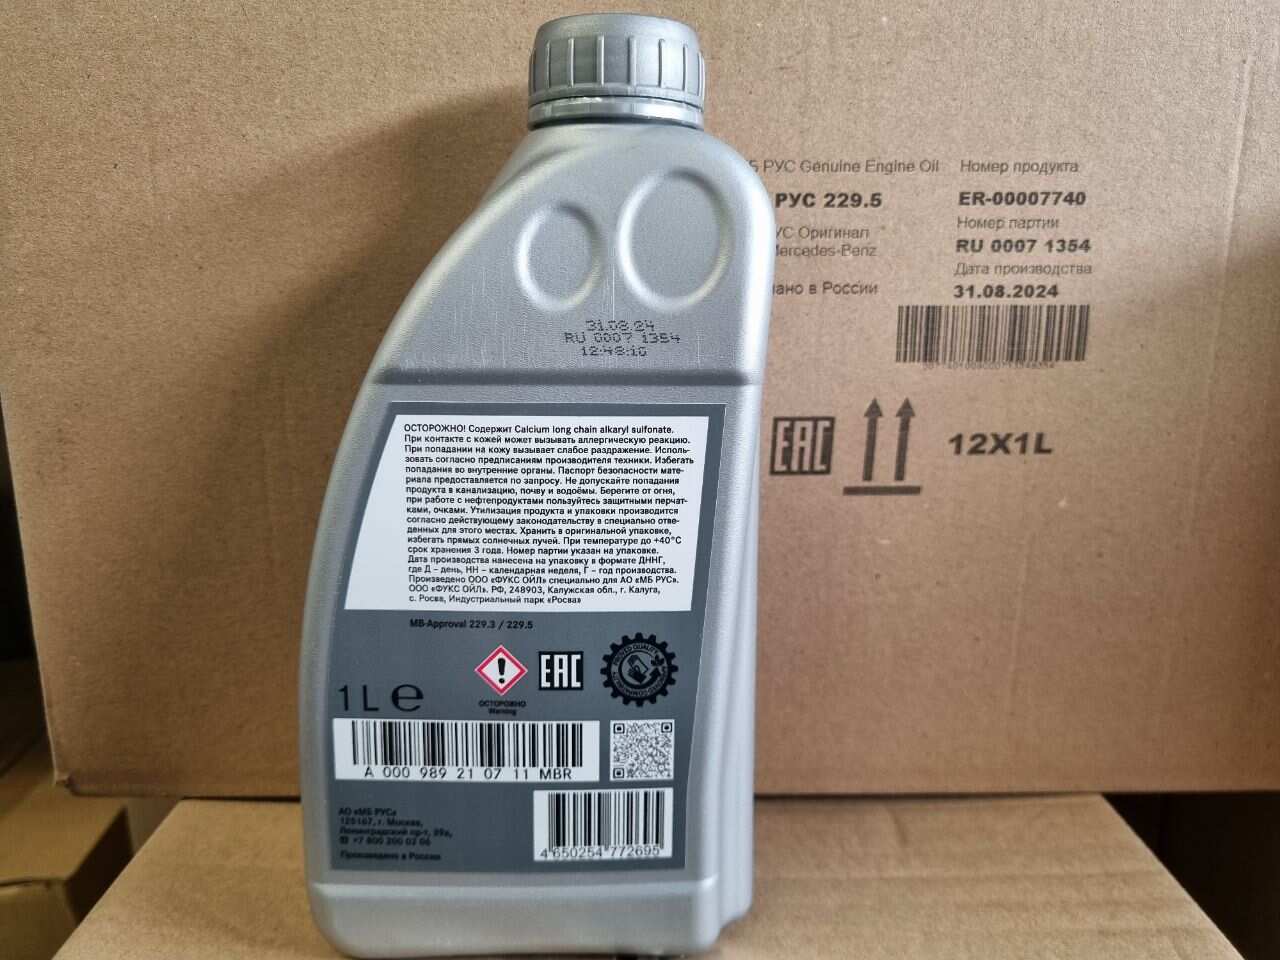 РУС Genuine Engine Oil
Номер продукта
РУС 229.5
ER-00007740
Номер партии
УС Оригинал
RU 0007 1354
Mercedes-Benz
Дата производства
ано в России
31.08.2024
EAC
12X1L
31.08.24
RU 0007 1354
12:48:10
ОСТОРОЖНО! Содержит Calcium long chain alkaryl sulfonate.
При контакте с кожей может вызывать аллергическую реакцию.
При попадании на кожу вызывает слабое раздражение. Исполь-
зовать согласно предписаниям производителя техники. Избегать
попадания во внутренние органы. Паспорт безопасности мате-
риала предоставляется по запросу. Не допускайте попадания
продукта в канализацию, почву и водоёмы. Берегите от огня,
при работе с нефтепродуктами пользуйтесь защитными перчат-
ками, очками. Утилизация продукта и упаковки производится
согласно действующему законодательству в специально отве-
денных для этого местах. Хранить в оригинальной упаковке,
избегать прямых солнечных лучей. При температуре до +40°C
срок хранения 3 года. Номер партии указан на упаковке.
Дата производства нанесена на упаковку в формате ДННГ,
где Д – день, НН – календарная неделя, Г – год производства.
Произведено ООО «ФУКС ОЙЛ» специально для АО «МБ РУС».
ООО «ФУКС ОЙЛ». РФ, 248903, Калужская обл., г. Калуга,
с. Росва, Индустриальный парк «Росва»
MB-Approval 229.3 / 229.5
EAC
PROVED QUALITY
1 L e
ОСТОРОЖНО
Warning
A 000 989 21 07 11 MBR
АО «МБ РУС»
125167, г. Москва,
Ленинградский пр-т, 39а,
☎ +7 800 200 02 06
Произведено в России
4 650254 772695